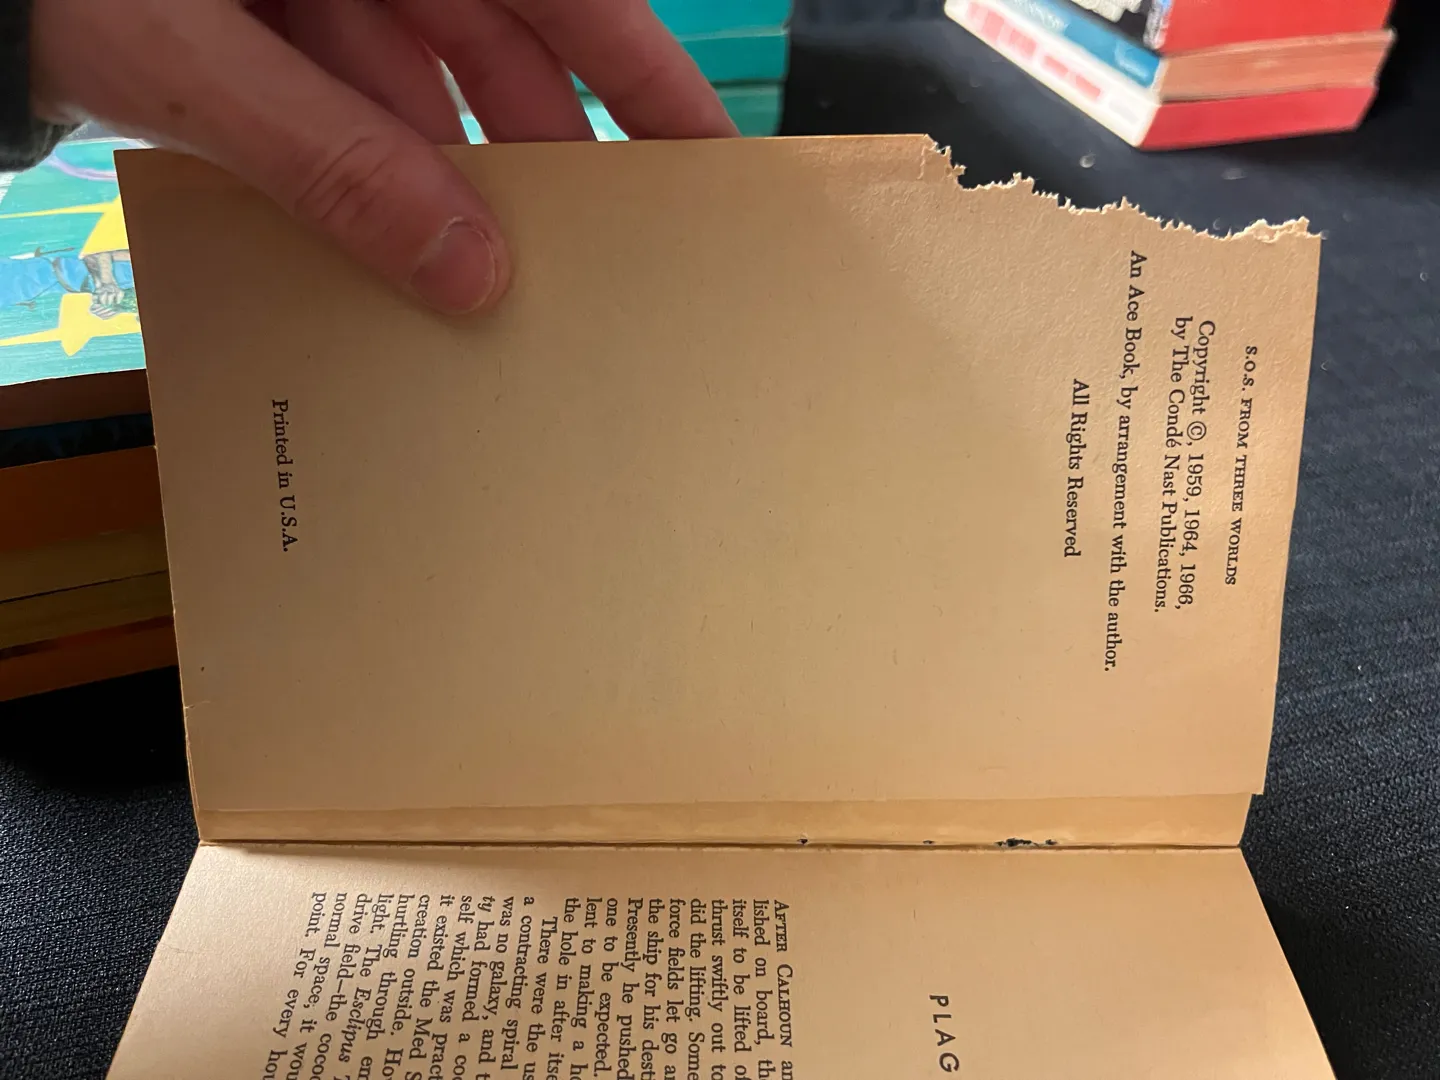 S.O.S. FROM THREE WORLDS
Copyright ©, 1959, 1964, 1966,
by The Condé Nast Publications.
An Ace Book, by arrangement with the author.
All Rights Reserved
Printed in U.S.A.
PLAG
AFTER CALHOUN
lished on board,
itself to be lifted
thrust swiftly out
did the lifting. Some
force fields let go
the ship for his
Presently he pushed
one to be expected.
lent to making a
the hole in after
There were the
a contracting spiral
was no galaxy, and
ty had formed a
self which formed a
it existed the Med
creation outside.
hurtling through
light, The Esclipus
drive field—the
normal space, it
point. For every